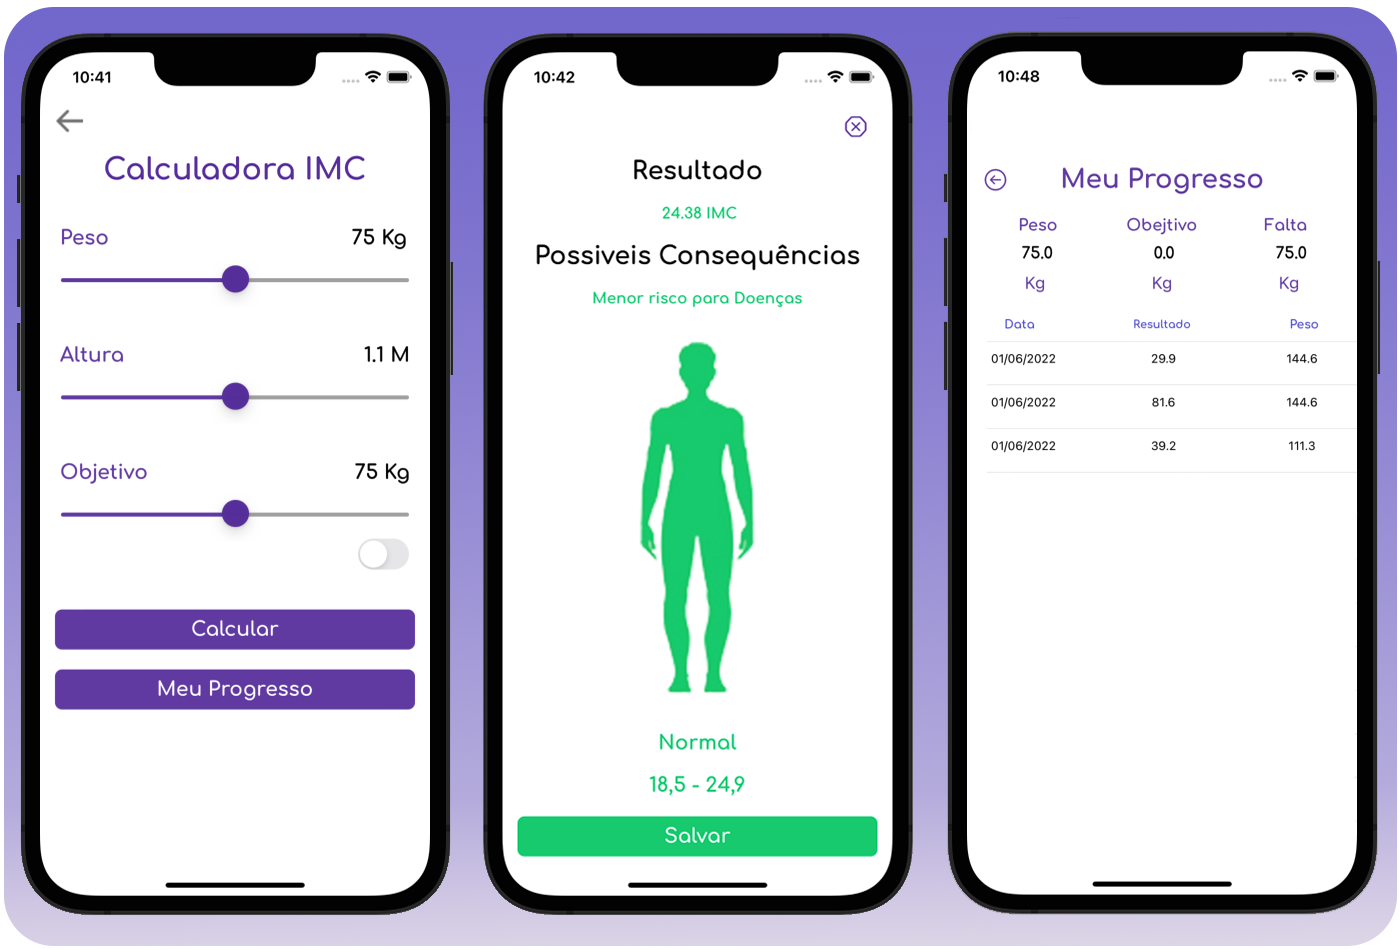 10:41
Calculadora IMC
Peso 75 Kg
Altura 1.1 M
Objetivo 75 Kg
Calcular
Meu Progresso
10:42
Resultado
24.38 IMC
Possiveis Consequências
Menor risco para Doenças
Normal
18,5 - 24,9
Salvar
10:48
Meu Progresso
Peso Obejtivo Falta
75.0 0.0 75.0
Kg Kg Kg
Data Resultado Peso
01/06/2022 29.9 144.6
01/06/2022 81.6 144.6
01/06/2022 39.2 111.3